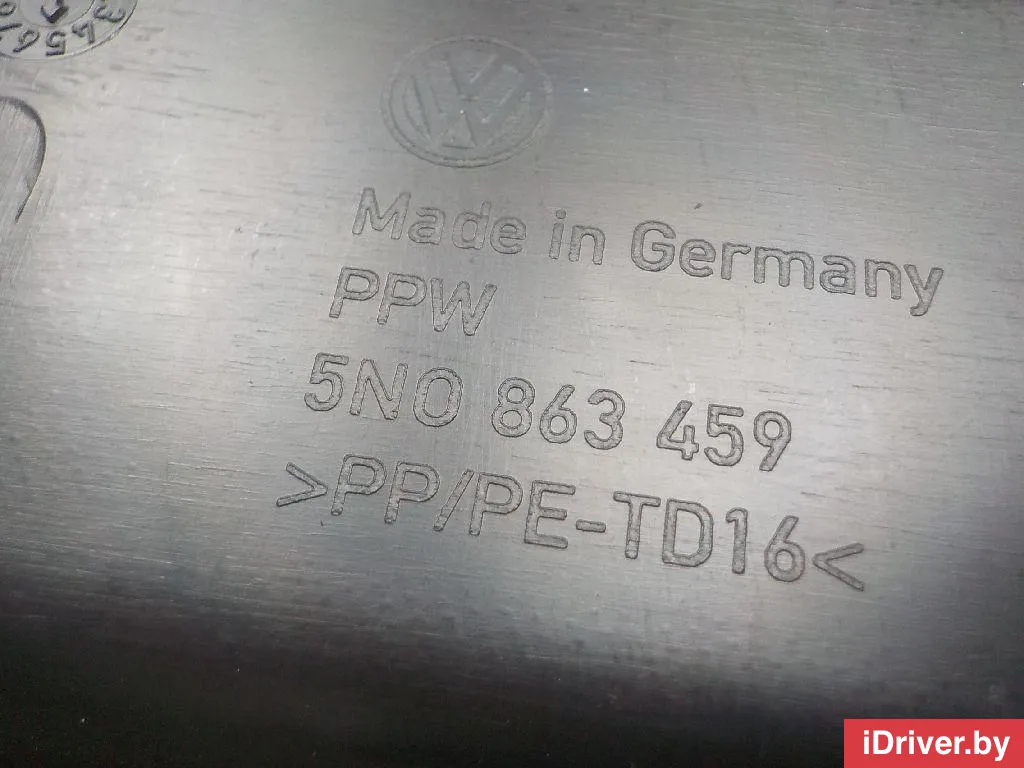 Made in Germany
PPW
5N0 863 459
>PP/PE-TD16<
iDriver.by